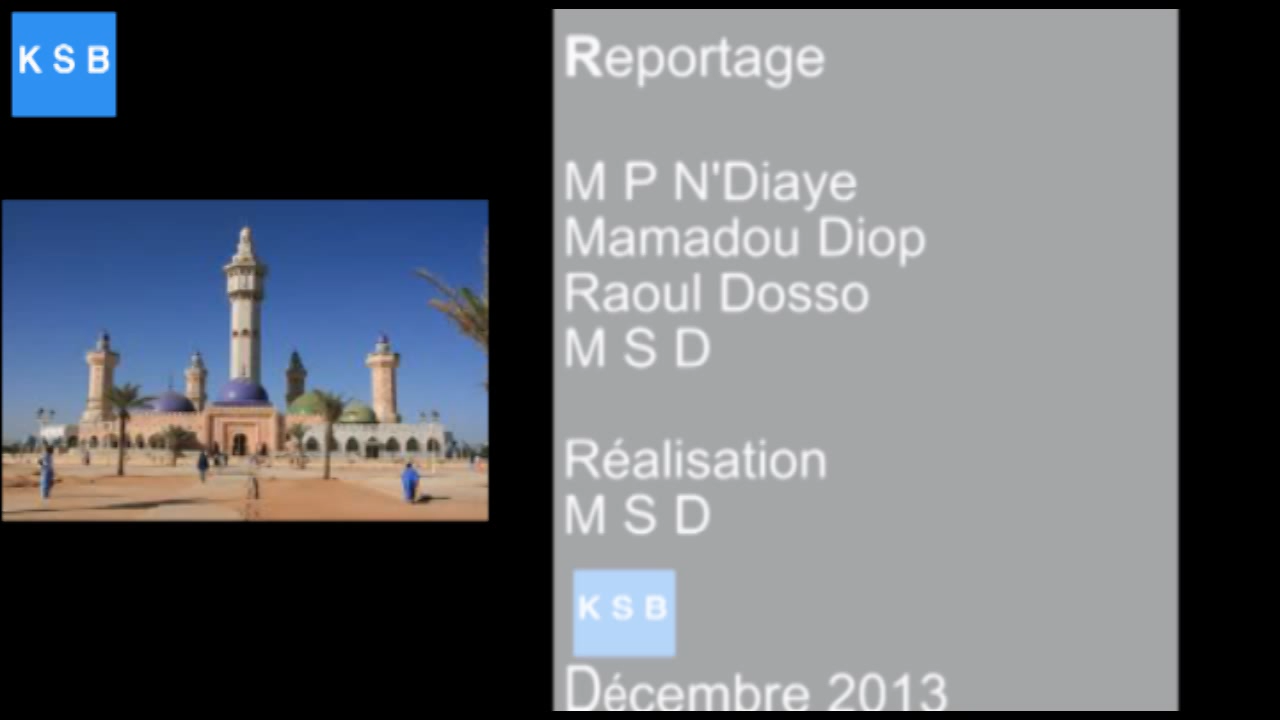 K S B
Reportage
M P N'Diaye
Mamadou Diop
Raoul Dosso
M S D
Réalisation
M S D
K S B
Décembre 2013